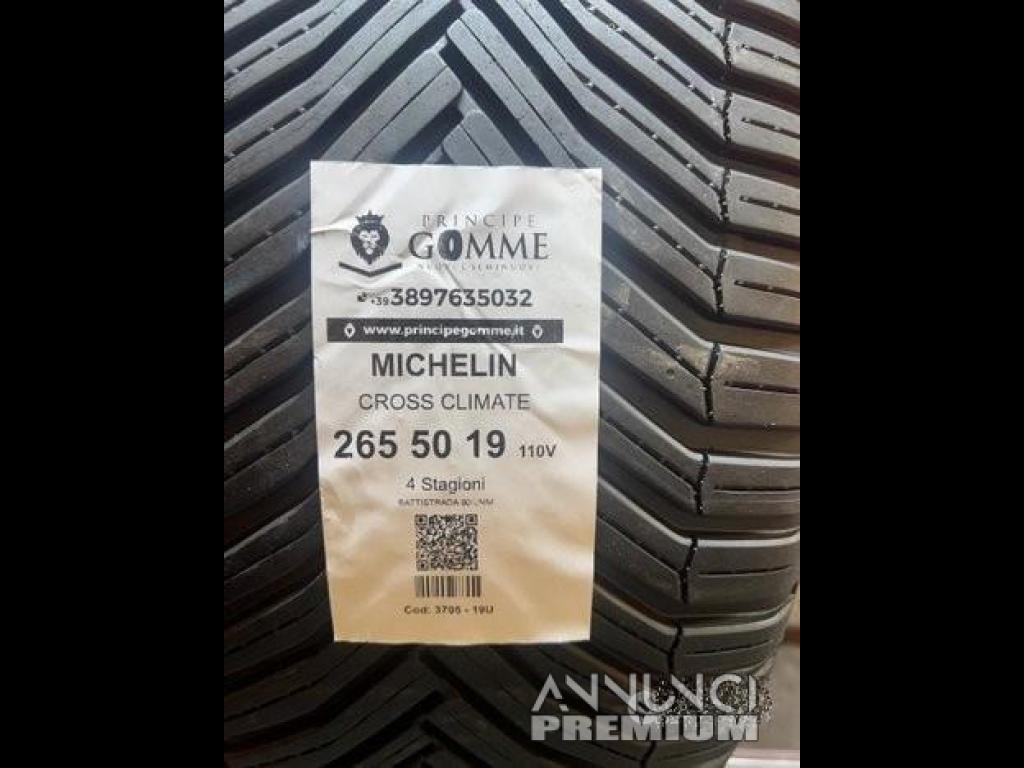 PRINCIPE
GOMME
+39 3897635032
www.principegomme.it
MICHELIN
CROSS CLIMATE
265 50 19 110V
4 Stagioni
BATTISTRADA
Cod: 3795 - 19U
ANNUNCI
PREMIUM